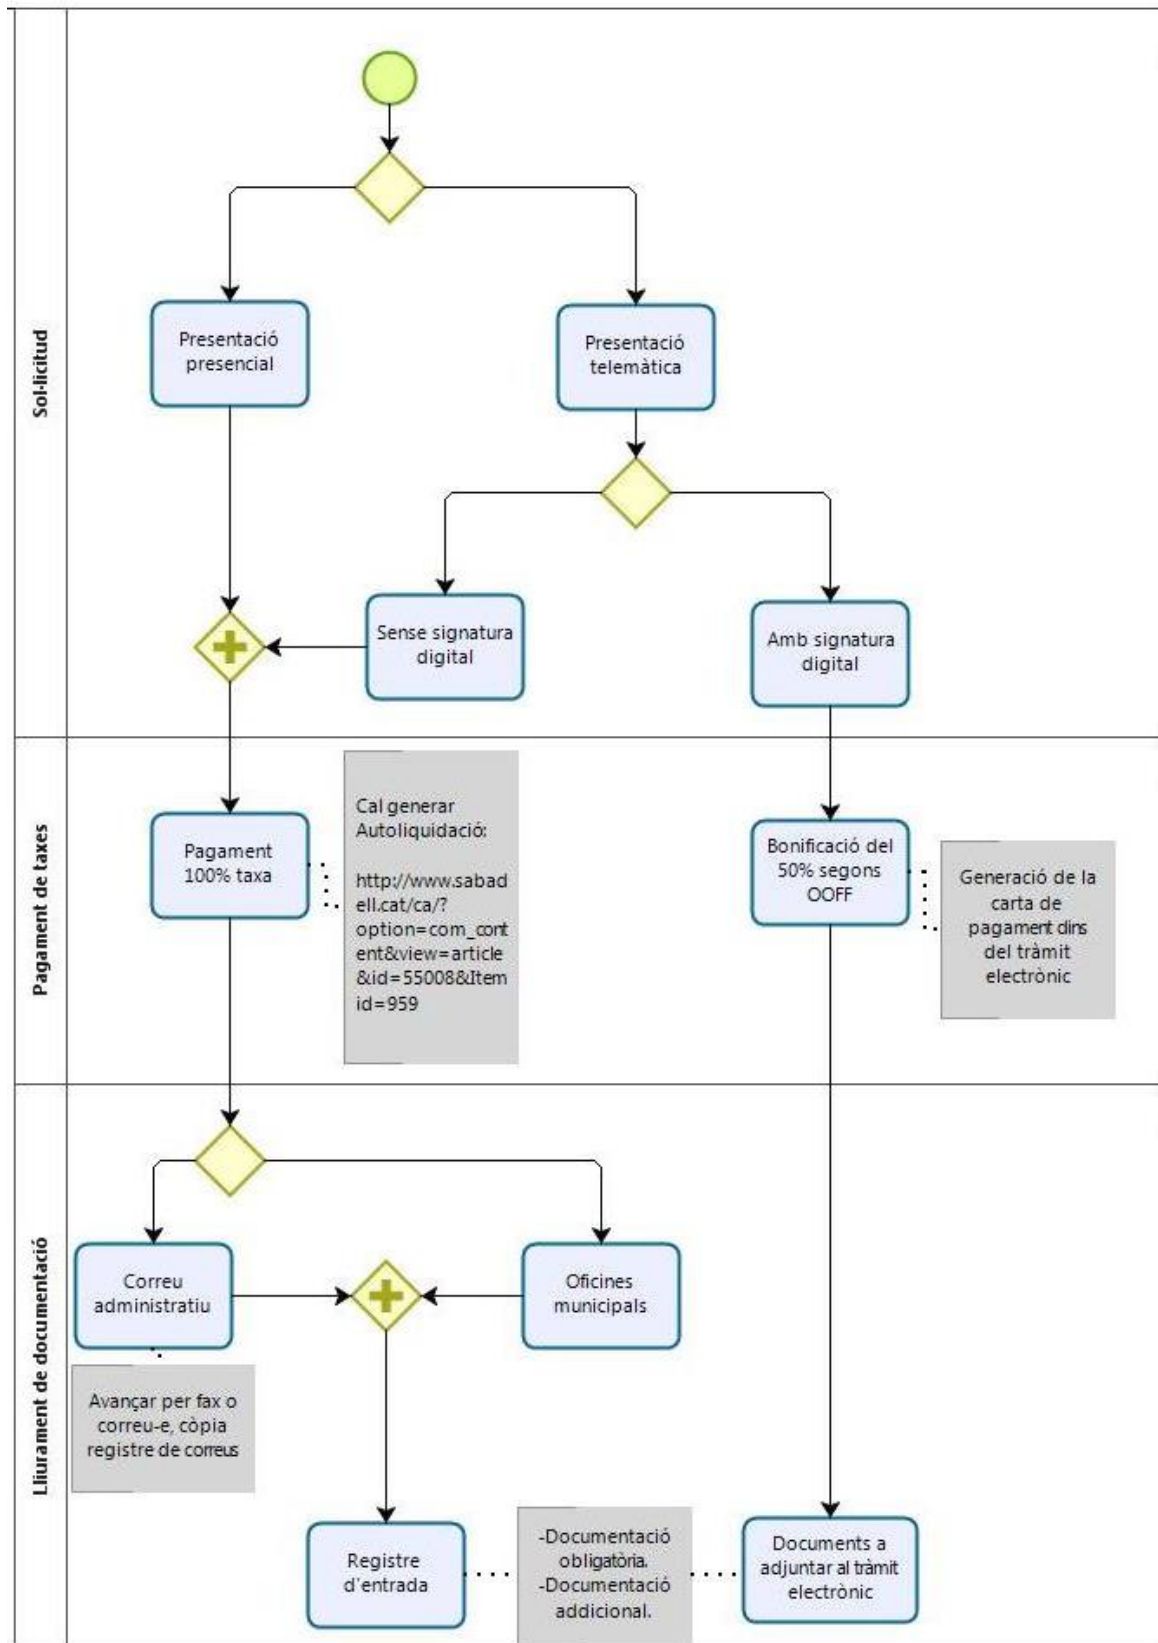 Sol·licitud
Presentació
presencial
Presentació
telemàtica
Sense signatura
digital
Amb signatura
digital
Pagament de taxes
Pagament
100% taxa
Cal generar
Autoliquidació:
http://www.sabad
ell.cat/ca/?
option=com_cont
ent&view=article
&id=55008&Item
id=959
Bonificació del
50% segons
OOFF
Generació de la
carta de
pagament dins
del tràmit
electrònic
Lliurament de documentació
Correu
administratiu
Oficines
municipals
Avançar per fax o
correu-e, còpia
registre de correus
Registre
d'entrada
-Documentació
obligatòria.
-Documentació
addicional.
Documents a
adjuntar al tràmit
electrònic